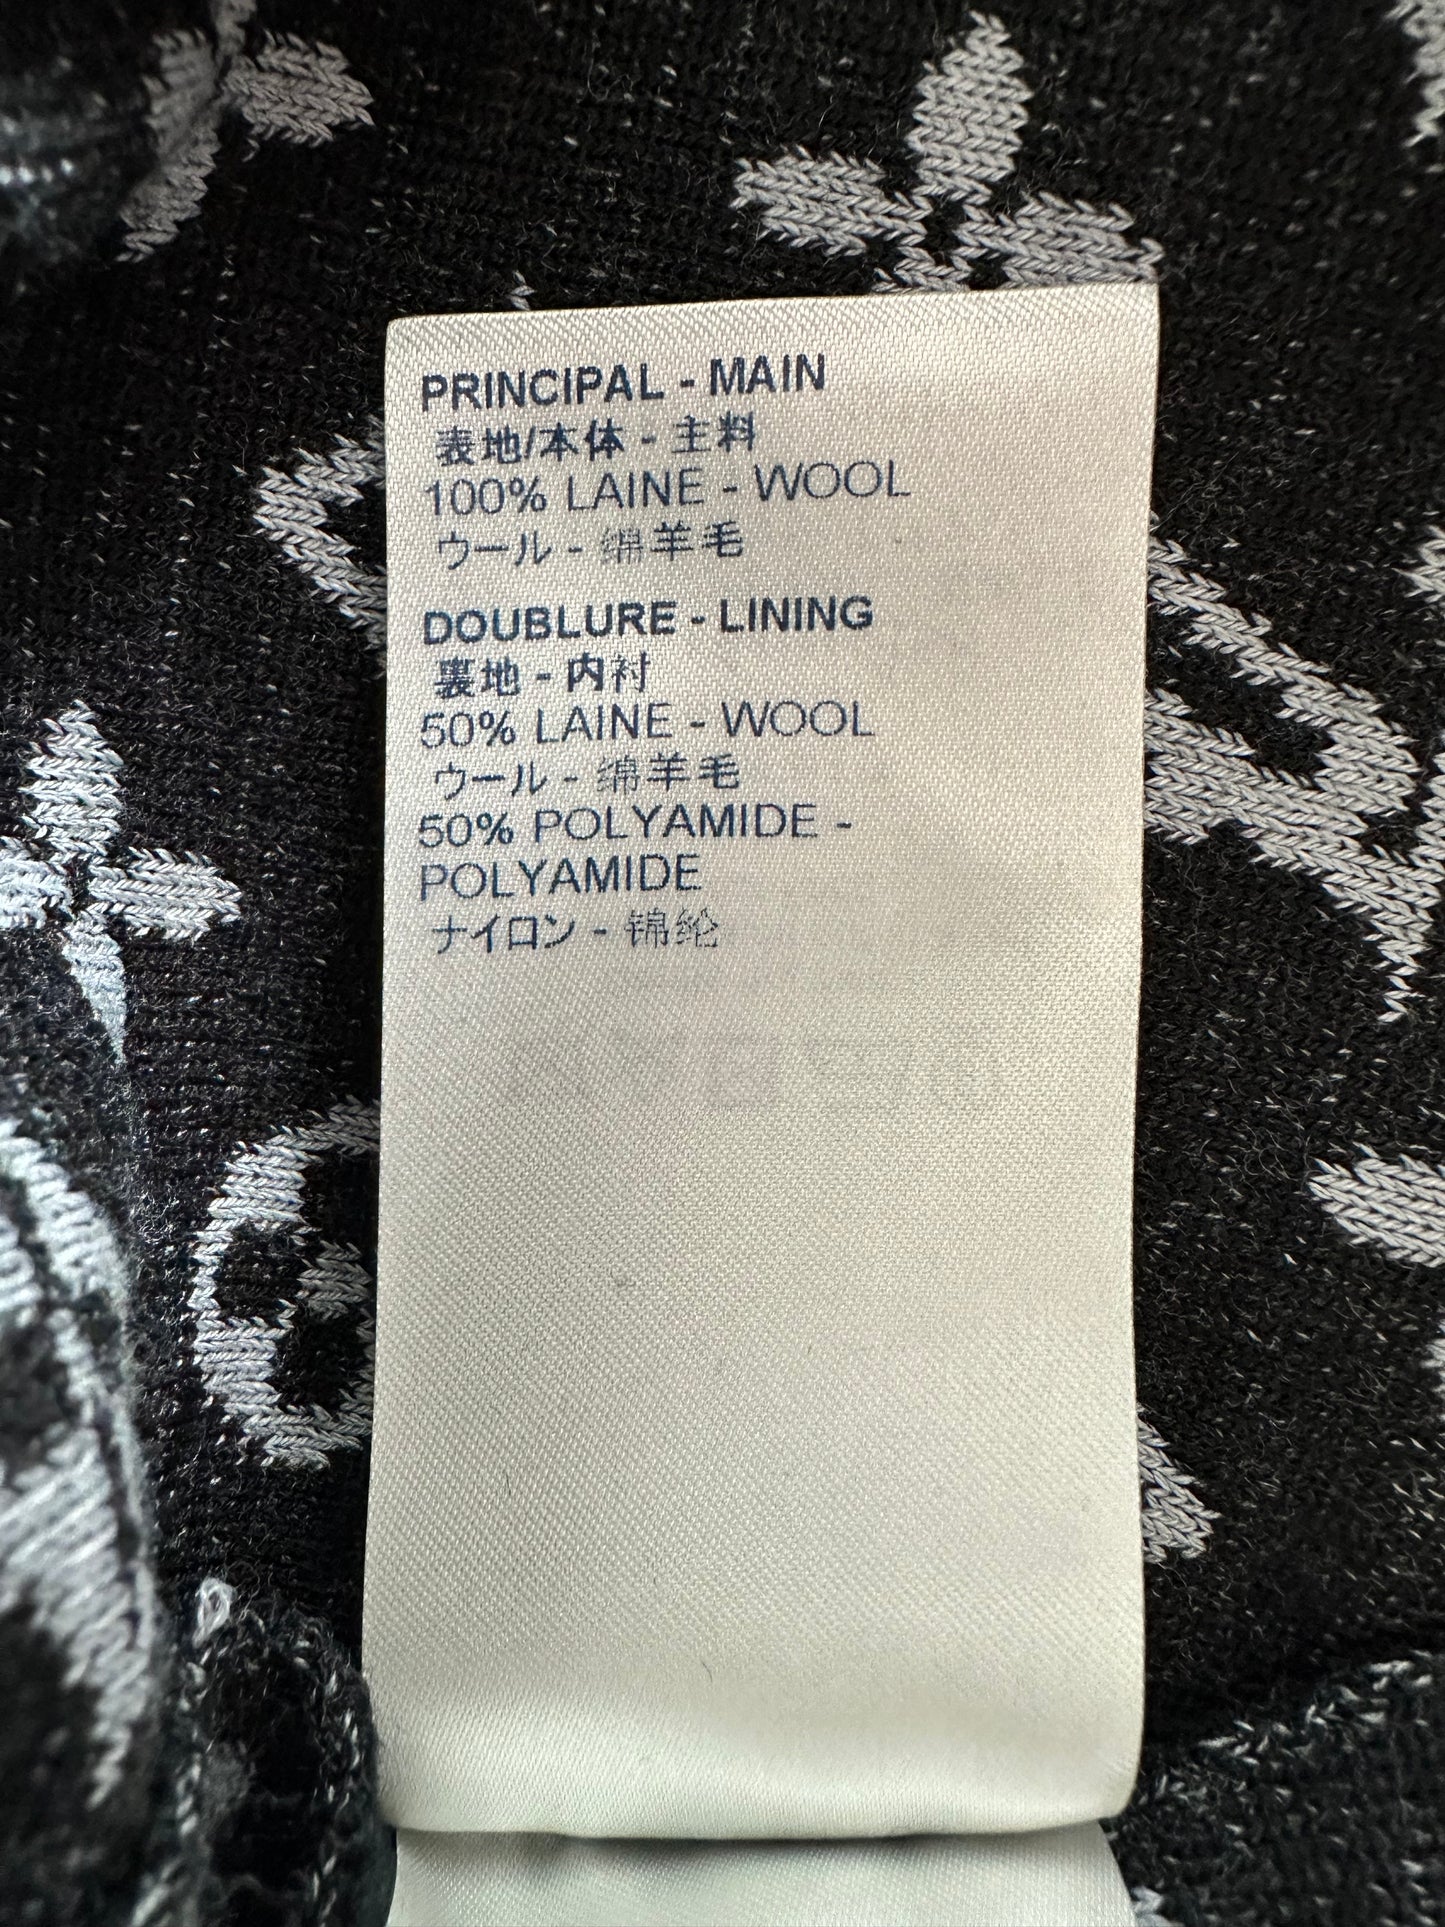 PRINCIPAL - MAIN
表地/本体 - 主料
100% LAINE - WOOL
ウール - 绵羊毛
DOUBLURE - LINING
裏地 - 内衬
50% LAINE - WOOL
ウール - 绵羊毛
50% POLYAMIDE -
POLYAMIDE
ナイロン - 锦纶